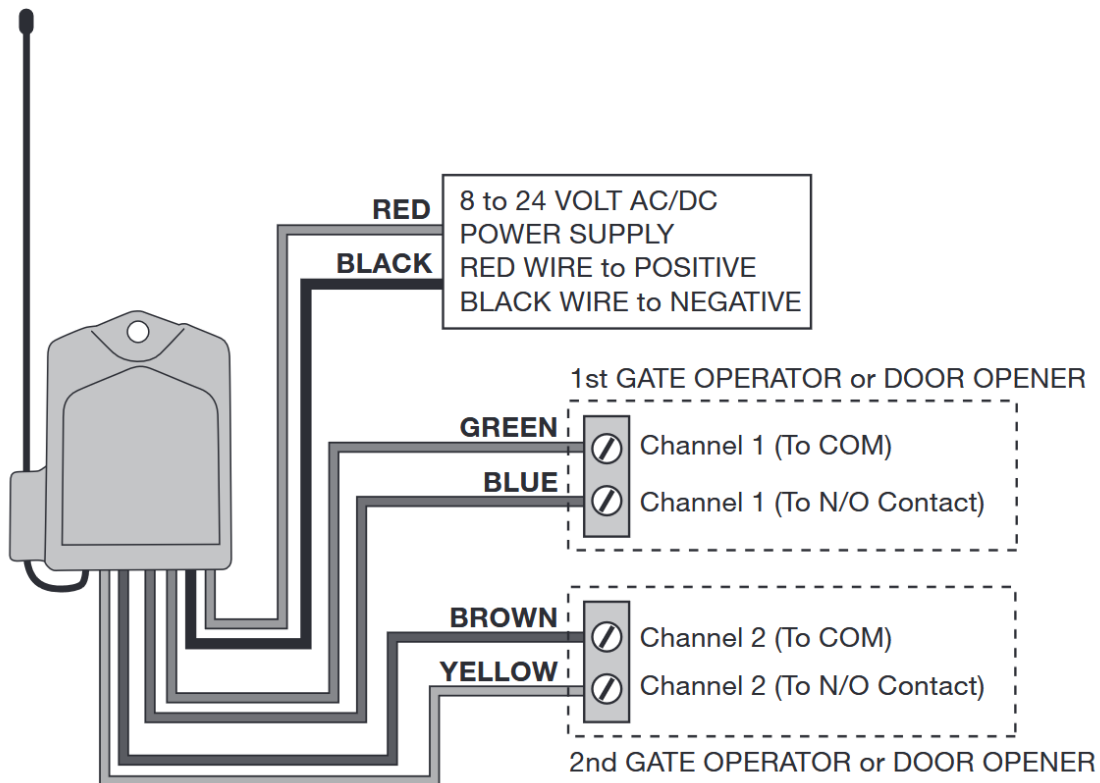 RED
BLACK
8 to 24 VOLT AC/DC
POWER SUPPLY
RED WIRE to POSITIVE
BLACK WIRE to NEGATIVE
1st GATE OPERATOR or DOOR OPENER
GREEN
Channel 1 (To COM)
BLUE
Channel 1 (To N/O Contact)
BROWN
Channel 2 (To COM)
YELLOW
Channel 2 (To N/O Contact)
2nd GATE OPERATOR or DOOR OPENER